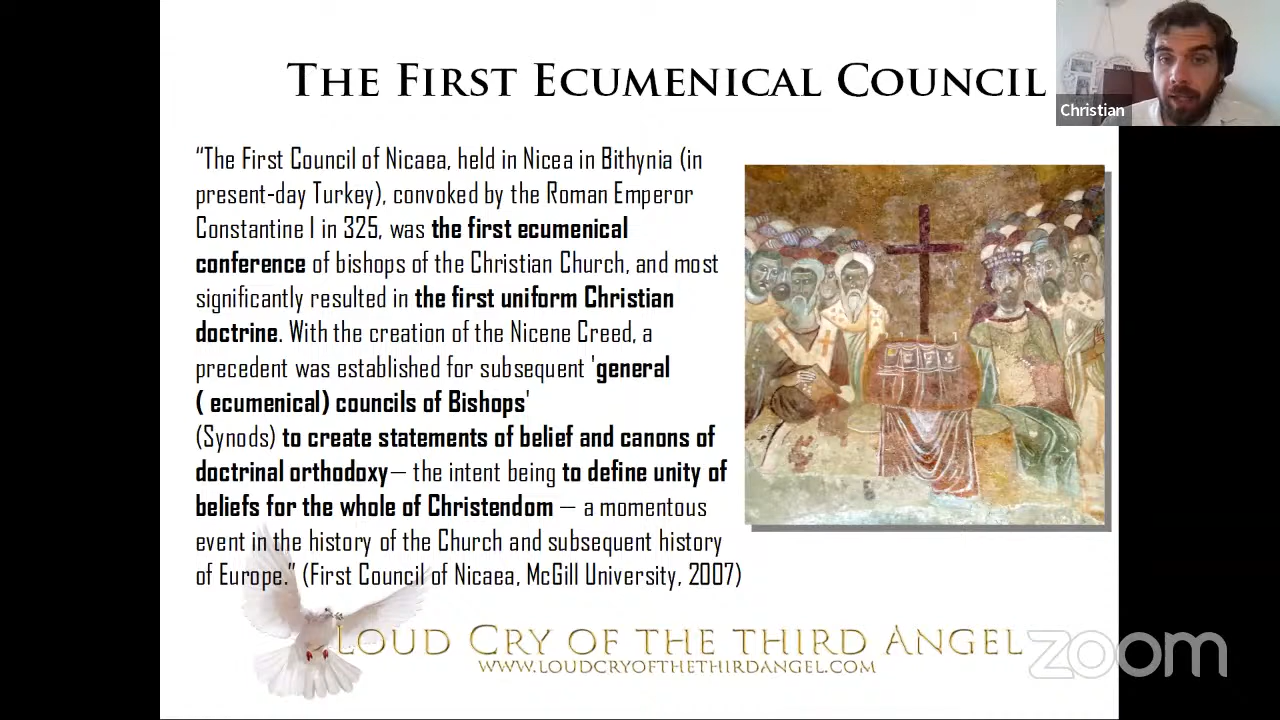 THE FIRST ECUMENICAL COUNCIL
Christian
“The First Council of Nicaea, held in Nicea in Bithynia (in
present-day Turkey), convoked by the Roman Emperor
Constantine I in 325, was the first ecumenical
conference of bishops of the Christian Church, and most
significantly resulted in the first uniform Christian
doctrine. With the creation of the Nicene Creed, a
precedent was established for subsequent 'general
( ecumenical) councils of Bishops'
(Synods) to create statements of belief and canons of
doctrinal orthodoxy— the intent being to define unity of
beliefs for the whole of Christendom — a momentous
event in the history of the Church and subsequent history
of Europe.” (First Council of Nicaea, McGill University, 2007)
LOUD CRY OF THE THIRD ANGEL
WWW.LOUDCRYOFTHETHIRDANGEL.COM
zoom